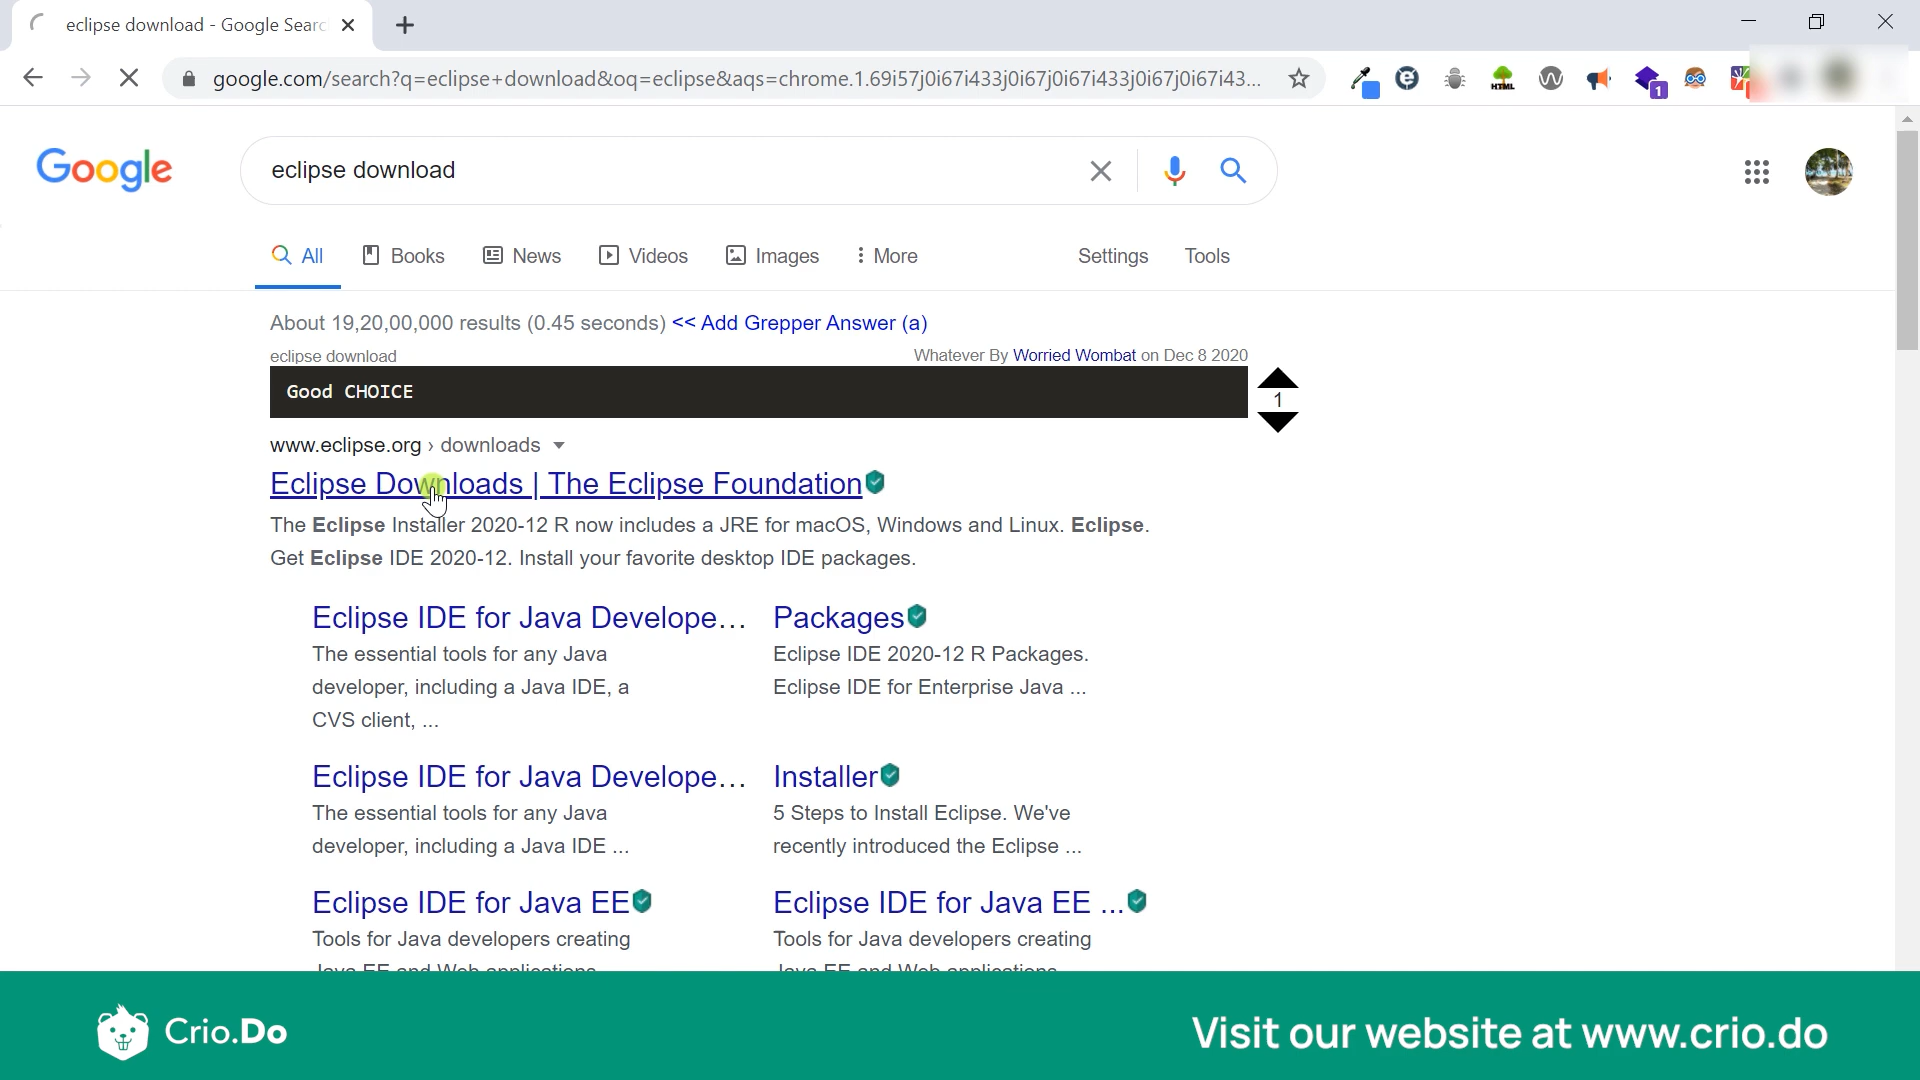 eclipse download - Google Searc
google.com/search?q=eclipse+download&oq=eclipse&aqs=chrome.1.69i57j0i67i433j0i67j0i67i433j0i67j0i67i43...
HTML
1
Google
eclipse download
All Books News Videos Images More Settings Tools
About 19,20,00,000 results (0.45 seconds) << Add Grepper Answer (a)
eclipse download Whatever By Worried Wombat on Dec 8 2020
Good CHOICE
1
www.eclipse.org › downloads
Eclipse Downloads | The Eclipse Foundation
The Eclipse Installer 2020-12 R now includes a JRE for macOS, Windows and Linux. Eclipse.
Get Eclipse IDE 2020-12. Install your favorite desktop IDE packages.
Eclipse IDE for Java Develope...
The essential tools for any Java
developer, including a Java IDE, a
CVS client, ...
Packages
Eclipse IDE 2020-12 R Packages.
Eclipse IDE for Enterprise Java ...
Eclipse IDE for Java Develope...
The essential tools for any Java
developer, including a Java IDE ...
Installer
5 Steps to Install Eclipse. We've
recently introduced the Eclipse ...
Eclipse IDE for Java EE
Tools for Java developers creating
Java EE and Web applications
Eclipse IDE for Java EE ...
Tools for Java developers creating
Java EE and Web applications
Crio.Do
Visit our website at www.crio.do